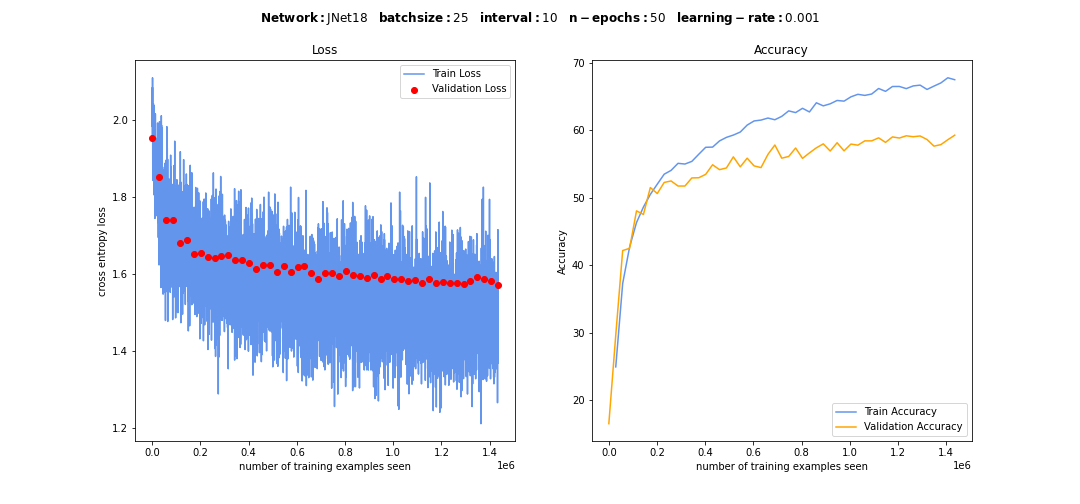 Network: JNet18 batchsize: 25 interval: 10 n − epochs: 50 learning − rate: 0.001
Loss
Train Loss
Validation Loss
cross entropy loss
2.0
1.8
1.6
1.4
1.2
0.0 0.2 0.4 0.6 0.8 1.0 1.2 1.4
1e6
number of training examples seen
Accuracy
Accuracy
70
60
50
40
30
20
Train Accuracy
Validation Accuracy
0.0 0.2 0.4 0.6 0.8 1.0 1.2 1.4
1e6
number of training examples seen